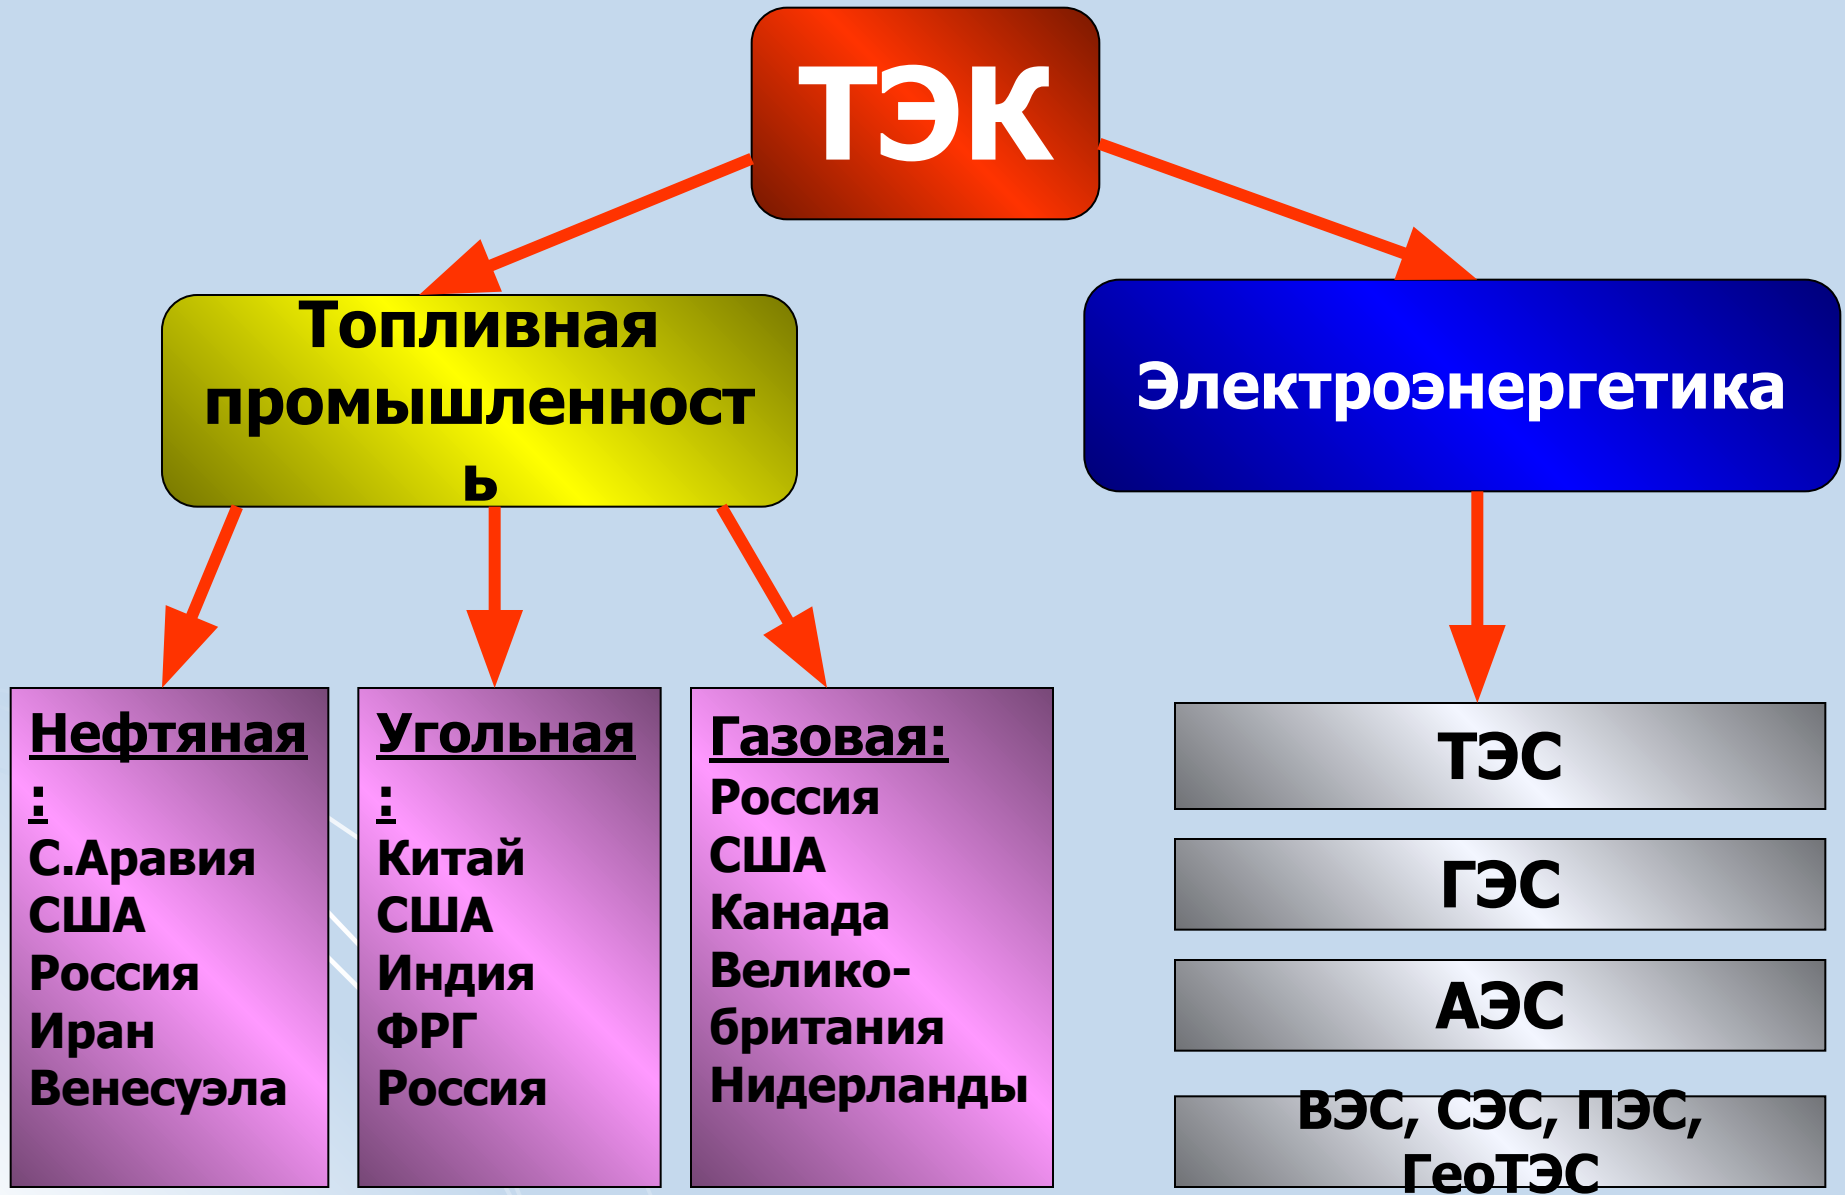 ТЭК
Топливная
промышленност
ь
Электроэнергетика
Нефтяная
:
С.Аравия
США
Россия
Иран
Венесуэла
Угольная
:
Китай
США
Индия
ФРГ
Россия
Газовая:
Россия
США
Канада
Велико-
британия
Нидерланды
ТЭС
ГЭС
АЭС
ВЭС, СЭС, ПЭС,
ГеоТЭС